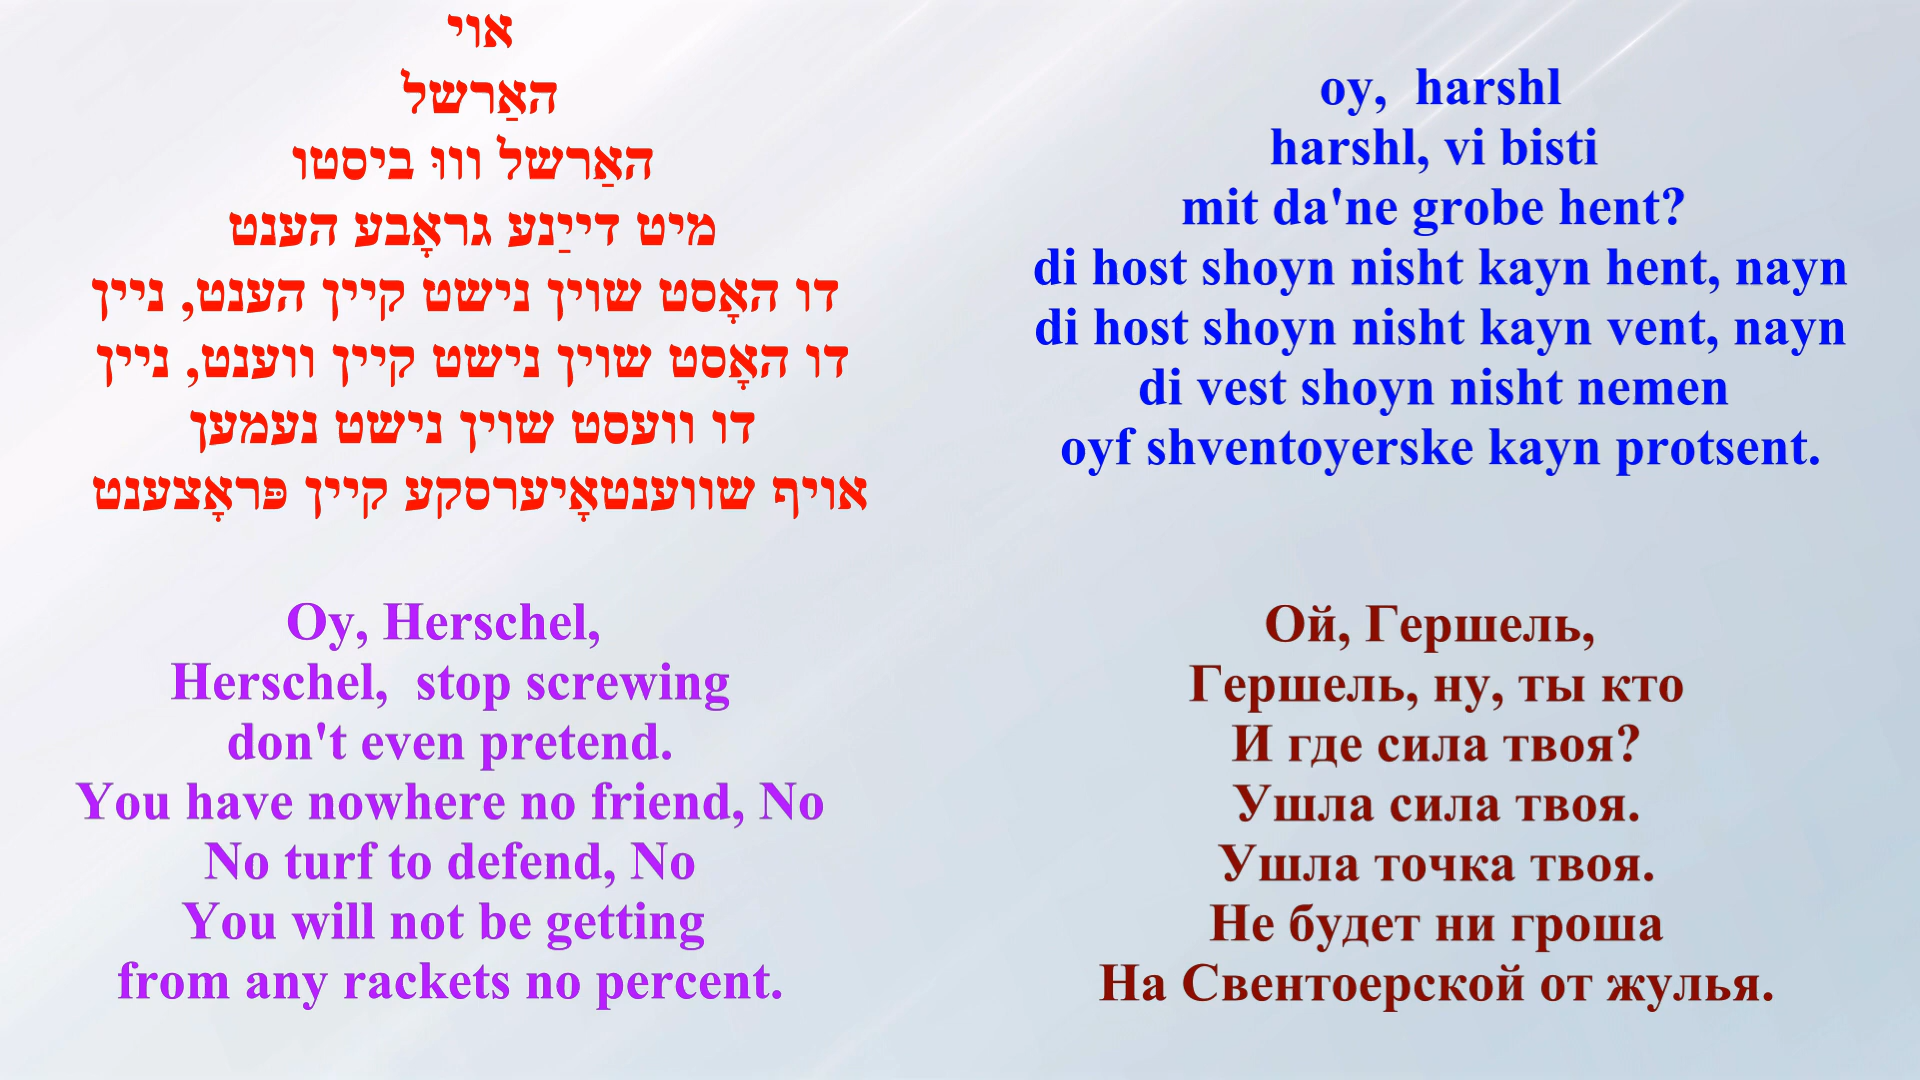 אוי
האַרשל
האַרשל וווּ ביסטו
מיט דייַנע גראָבע הענט
דו האָסט שוין נישט קיין הענט, ניין
דו האָסט שוין נישט קיין ווענט, ניין
דו וועסט שוין נישט נעמען
אויף שווענטאָיערסקע קיין פּראָצענט
oy,  harshl
harshl, vi bisti
mit da'ne grobe hent?
di host shoyn nisht kayn hent, nayn
di host shoyn nisht kayn vent, nayn
di vest shoyn nisht nemen
oyf shventoyerske kayn protsent.
Oy, Herschel,
Herschel,  stop screwing
don't even pretend.
You have nowhere no friend, No
No turf to defend, No
You will not be getting
from any rackets no percent.
Ой, Гершель,
Гершель, ну, ты кто
И где сила твоя?
Ушла сила твоя.
Ушла точка твоя.
Не будет ни гроша
На Свентоерской от жулья.